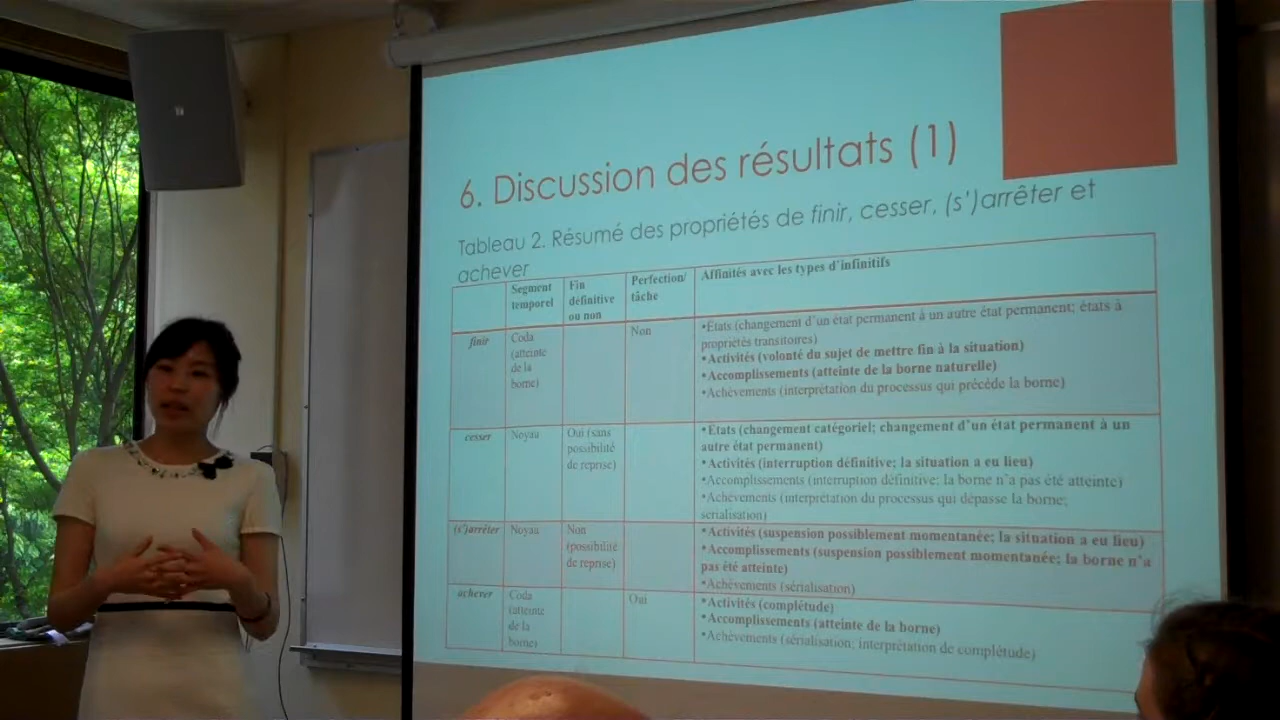 6. Discussion des résultats (1)
Tableau 2. Résumé des propriétés de finir, cesser, (s')arrêter et
achever
Segment
temporel
Fin
définitive
ou non
Perfection/
tâche
Affinités avec les types d'infinitifs
finir
Coda
(atteinte
de la
borne)
Non
•États (changement d'un état permanent à un autre état permanent; états à
propriétés transitoires)
•Activités (volonté du sujet de mettre fin à la situation)
•Accomplissements (atteinte de la borne naturelle)
•Achèvements (interprétation du processus qui précède la borne)
cesser
Noyau
Oui (sans
possibilité
de reprise)
•États (changement catégoriel; changement d'un état permanent à un
autre état permanent)
•Activités (interruption définitive; la situation a eu lieu)
•Accomplissements (interruption définitive; la borne n'a pas été atteinte)
•Achèvements (interprétation du processus qui dépasse la borne;
sérialisation)
(s')arrêter
Noyau
Non
(possibilité
de reprise)
•Activités (suspension possiblement momentanée; la situation a eu lieu)
•Accomplissements (suspension possiblement momentanée; la borne n'a
pas été atteinte)
•Achèvements (sérialisation)
achever
Coda
(atteinte
de la
borne)
Oui
•Activités (complétude)
•Accomplissements (atteinte de la borne)
•Achèvements (sérialisation; interprétation de complétude)